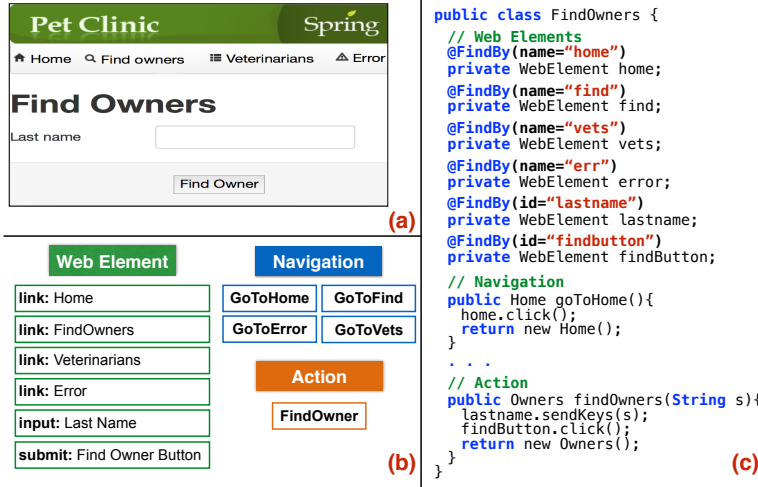 Pet Clinic
Spring
Home Find owners Veterinarians Error
Find Owners
Last name
Find Owner
(a)
Web Element
link: Home
link: FindOwners
link: Veterinarians
link: Error
input: Last Name
submit: Find Owner Button
Navigation
GoToHome GoToFind
GoToError GoToVets
Action
FindOwner
(b)
public class FindOwners {
// Web Elements
@FindBy(name=“home”)
private WebElement home;
@FindBy(name=“find”)
private WebElement find;
@FindBy(name=“vets”)
private WebElement vets;
@FindBy(name=“err”)
private WebElement error;
@FindBy(id=“lastname”)
private WebElement lastname;
@FindBy(id=“findbutton”)
private WebElement findButton;
// Navigation
public Home goToHome(){
home.click();
return new Home();
}
. . .
// Action
public Owners findOwners(String s){
lastname.sendKeys(s);
findButton.click();
return new Owners();
}
}
(c)